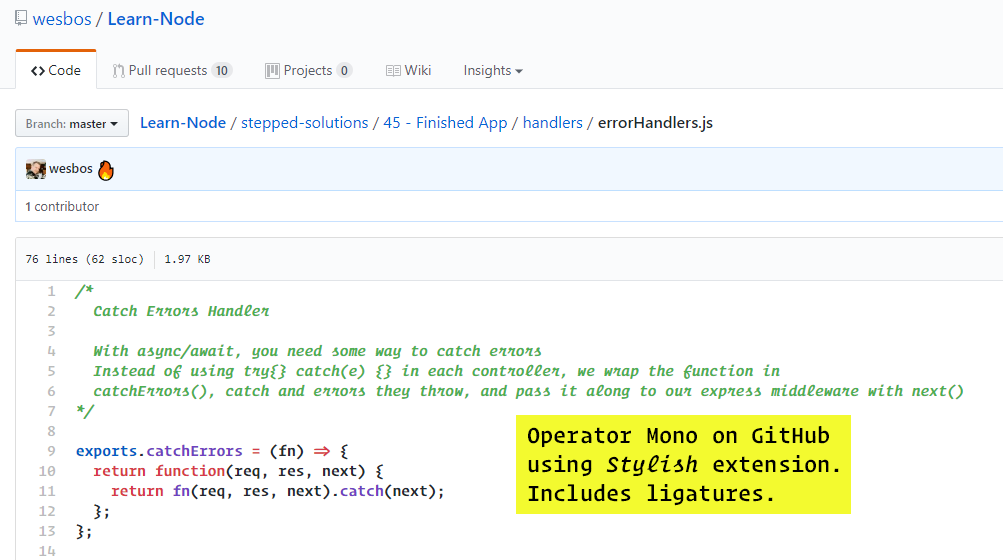 wesbos / Learn-Node
Code Pull requests 10 Projects 0 Wiki Insights
Branch: master Learn-Node / stepped-solutions / 45 - Finished App / handlers / errorHandlers.js
wesbos
1 contributor
76 lines (62 sloc) 1.97 KB
1 /*
2 Catch Errors Handler
3
4 With async/await, you need some way to catch errors
5 Instead of using try{} catch(e) {} in each controller, we wrap the function in
6 catchErrors(), catch and errors they throw, and pass it along to our express middleware with next()
7 */
8
9 exports.catchErrors = (fn) => {
10 return function(req, res, next) {
11 return fn(req, res, next).catch(next);
12 };
13 };
14
Operator Mono on GitHub
using Stylish extension.
Includes ligatures.